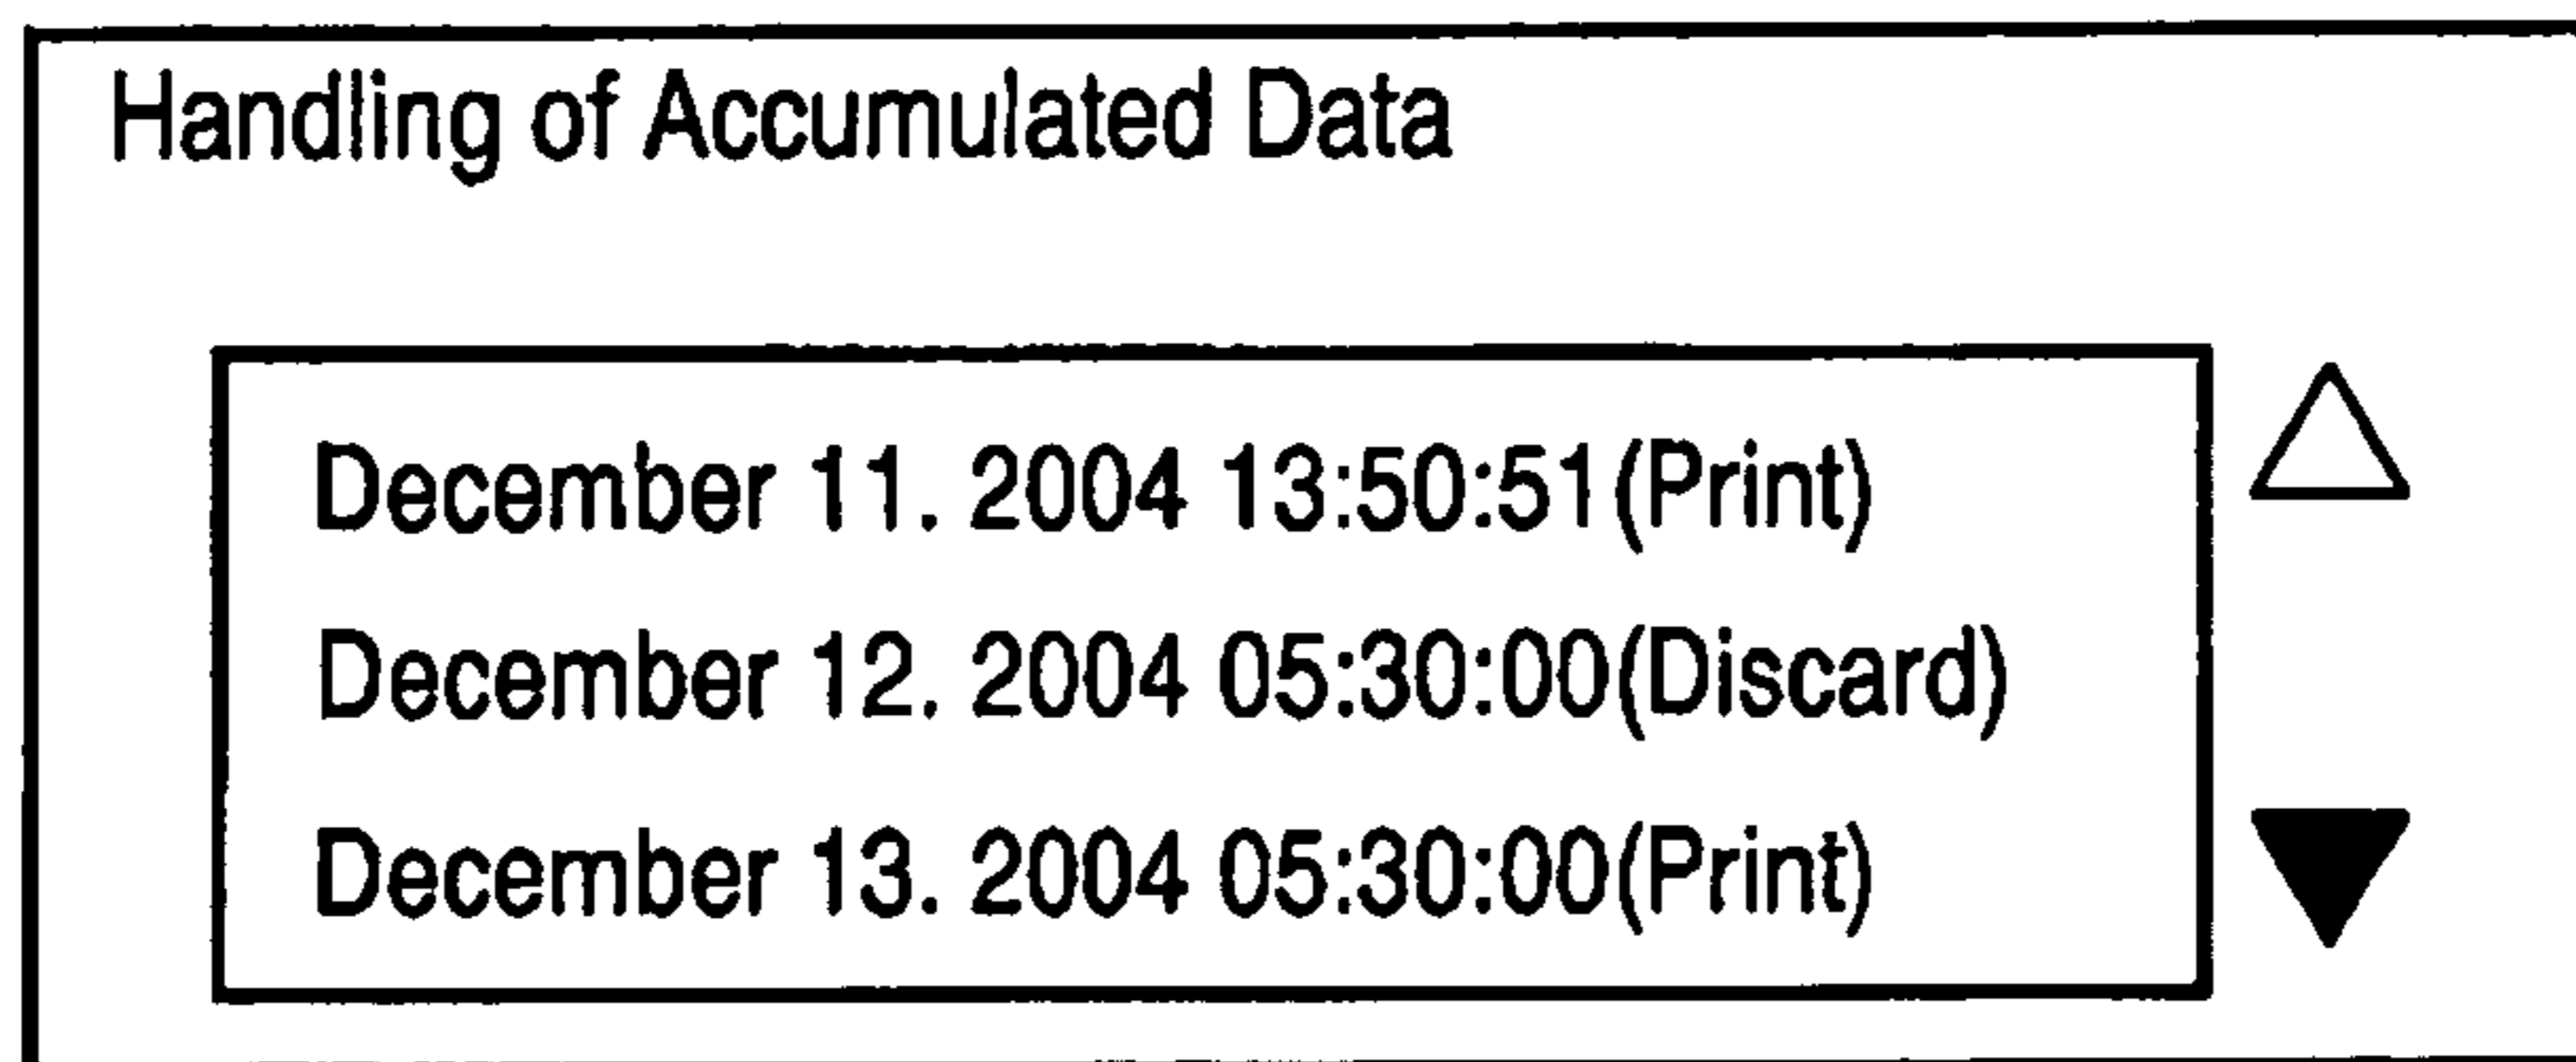 Handling of Accumulated Data
December 11. 2004 13:50:51(Print)
December 12. 2004 05:30:00(Discard)
December 13. 2004 05:30:00(Print)